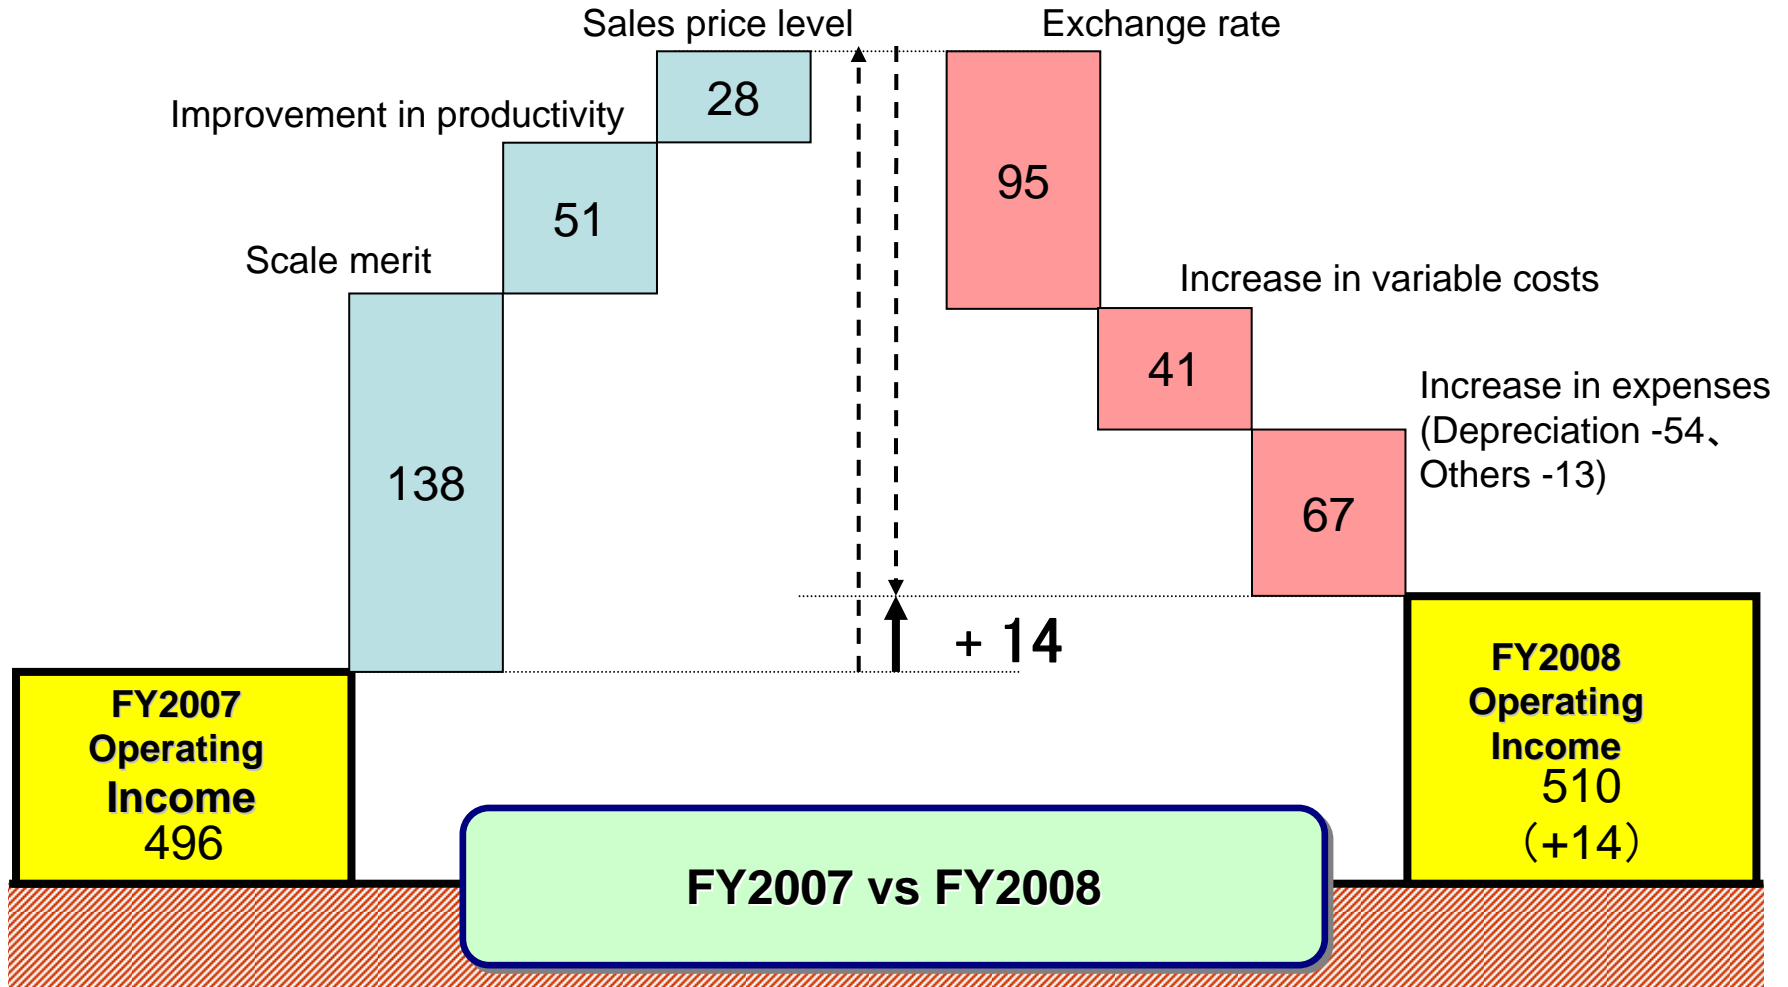 Sales price level
Exchange rate
28
Improvement in productivity
95
51
Scale merit
Increase in variable costs
41
Increase in expenses
(Depreciation -54、
Others -13)
138
67
+ 14
FY2007
Operating
Income
496
FY2008
Operating
Income
510
（+14）
FY2007 vs FY2008